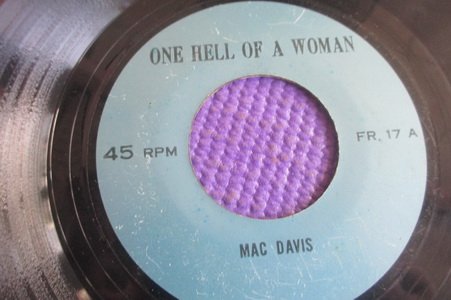 ONE HELL OF A WOMAN
45 RPM
FR. 17 A
MAC DAVIS